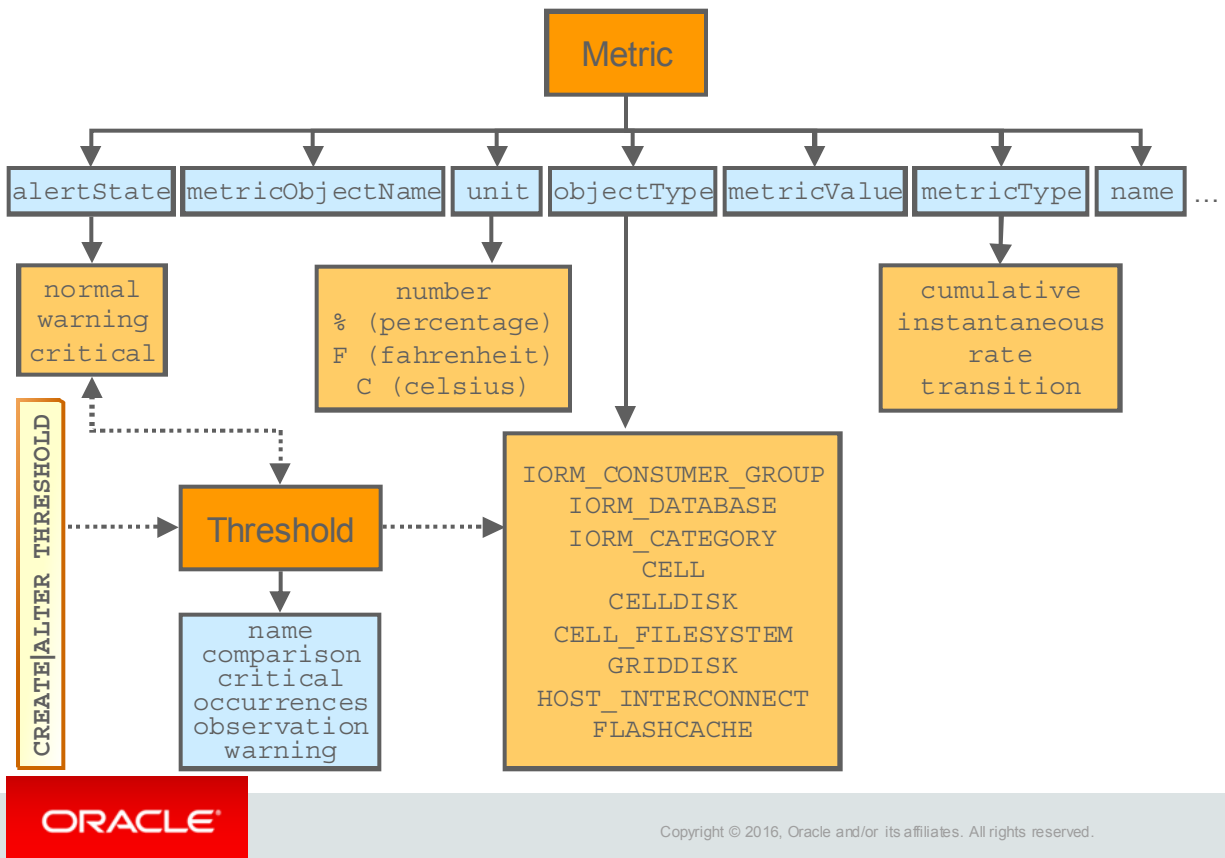 Metric
alertState
metricObjectName
unit
objectType
metricValue
metricType
name
...
normal
warning
critical
number
% (percentage)
F (fahrenheit)
C (celsius)
cumulative
instantaneous
rate
transition
CREATE|ALTER THRESHOLD
Threshold
IORM_CONSUMER_GROUP
IORM_DATABASE
IORM_CATEGORY
CELL
CELLDISK
CELL_FILESYSTEM
GRIDDISK
HOST_INTERCONNECT
FLASHCACHE
name
comparison
critical
occurrences
observation
warning
ORACLE®
Copyright © 2016, Oracle and/or its affiliates. All rights reserved.